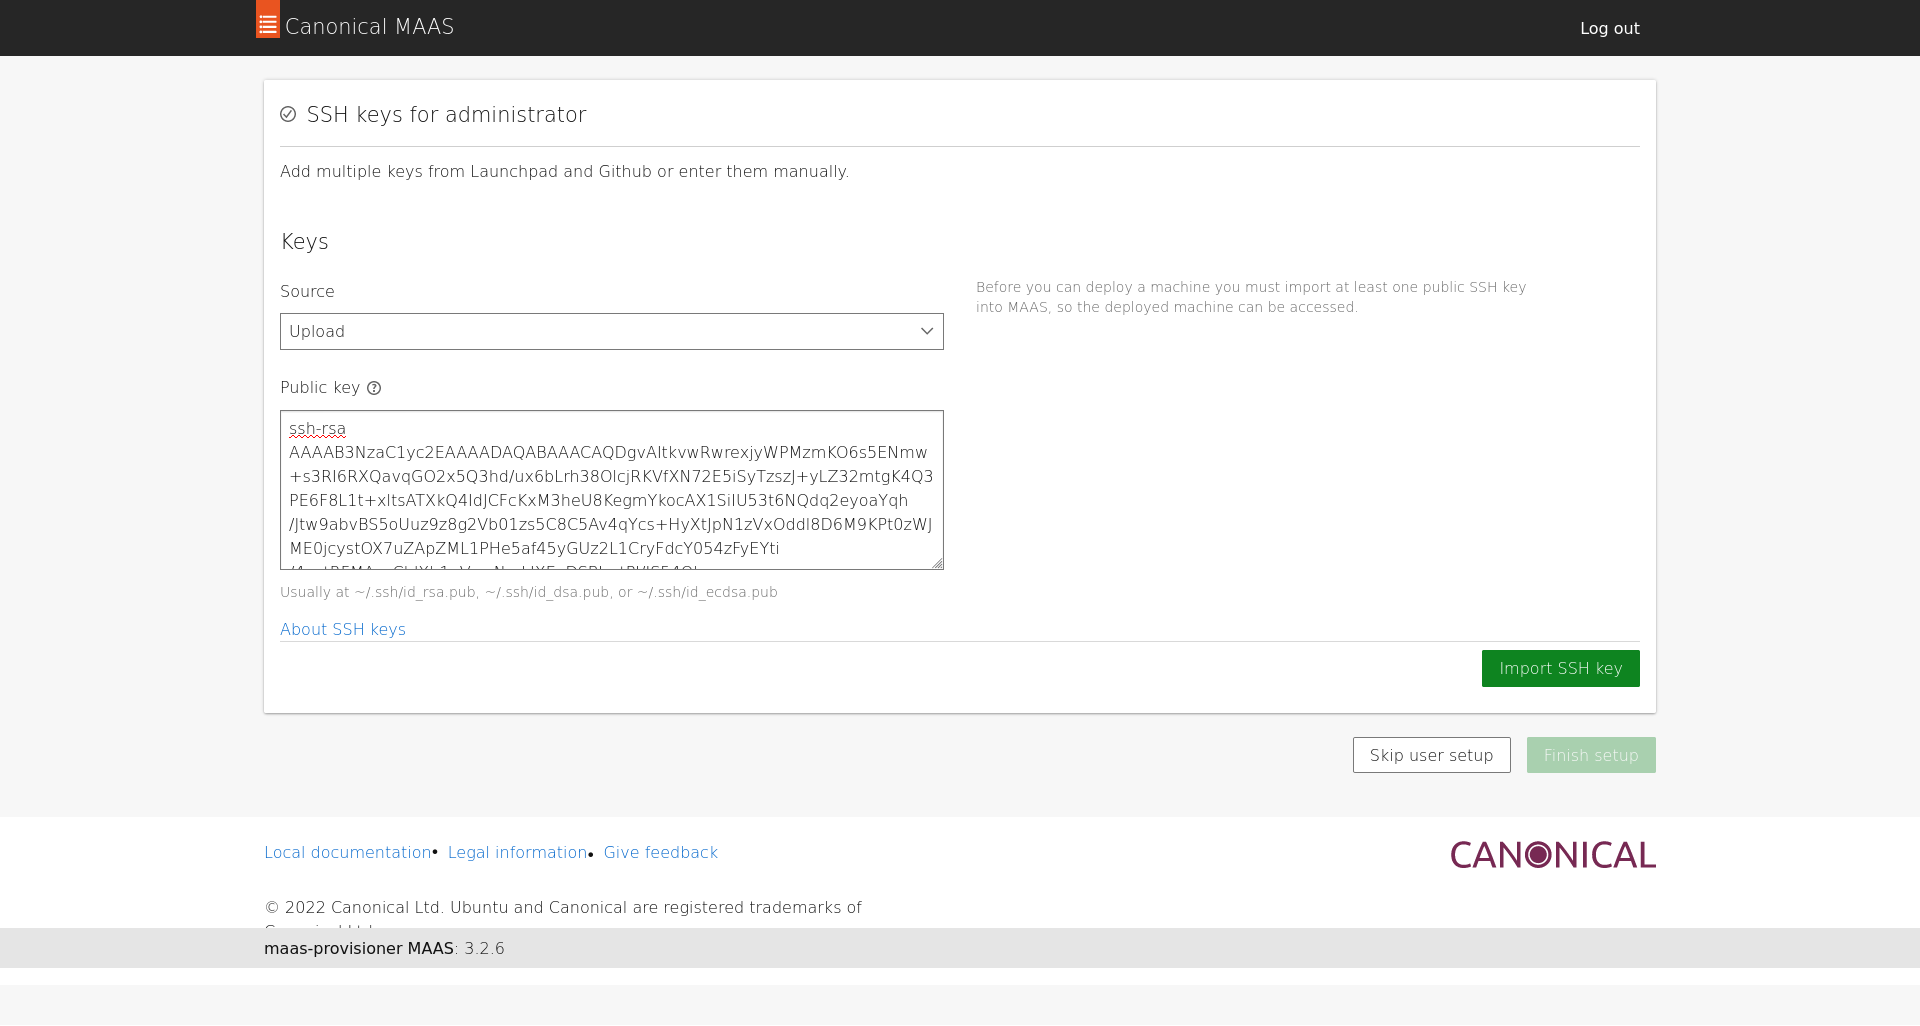 Canonical MAAS
Log out
SSH keys for administrator
Add multiple keys from Launchpad and Github or enter them manually.
Keys
Source
Before you can deploy a machine you must import at least one public SSH key
into MAAS, so the deployed machine can be accessed.
Upload
Public key
ssh-rsa
AAAAB3NzaC1yc2EAAAADAQABAAACAQDgvAltkvwRwrexjyWPMzmKO6s5ENmw
+s3RI6RXQavqGO2x5Q3hd/ux6bLrh38OlcjRKVfXN72E5iSyTzszJ+yLZ32mtgK4Q3
PE6F8L1t+xltsATXkQ4IdJCFcKxM3heU8KegmYkocAX1SiIU53t6NQdq2eyoaYqh
/Jtw9abvBS5oUuz9z8g2Vb01zs5C8C5Av4qYcs+HyXtJpN1zVxOddl8D6M9KPt0zWJ
ME0jcystOX7uZApZML1PHe5af45yGUz2L1CryFdcY054zFyEYti
Usually at ~/.ssh/id_rsa.pub, ~/.ssh/id_dsa.pub, or ~/.ssh/id_ecdsa.pub
About SSH keys
Import SSH key
Skip user setup
Finish setup
Local documentation • Legal information • Give feedback
CANONICAL
© 2022 Canonical Ltd. Ubuntu and Canonical are registered trademarks of
maas-provisioner MAAS: 3.2.6